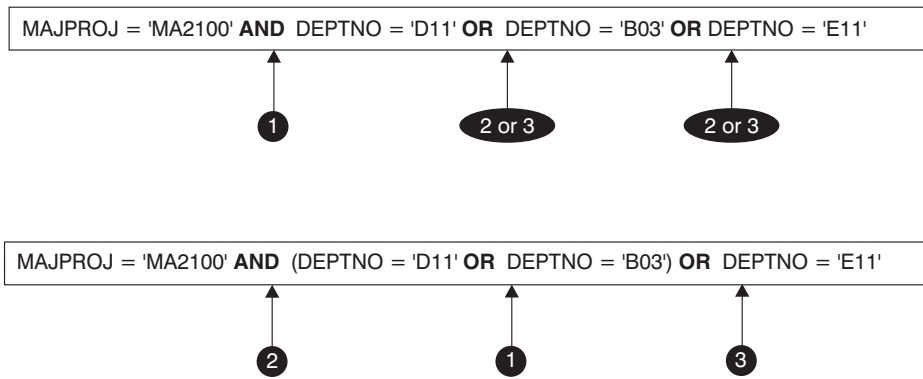 MAJPROJ = 'MA2100' AND DEPTNO = 'D11' OR DEPTNO = 'B03' OR DEPTNO = 'E11'
1 2 or 3 2 or 3
MAJPROJ = 'MA2100' AND (DEPTNO = 'D11' OR DEPTNO = 'B03') OR DEPTNO = 'E11'
2 1 3